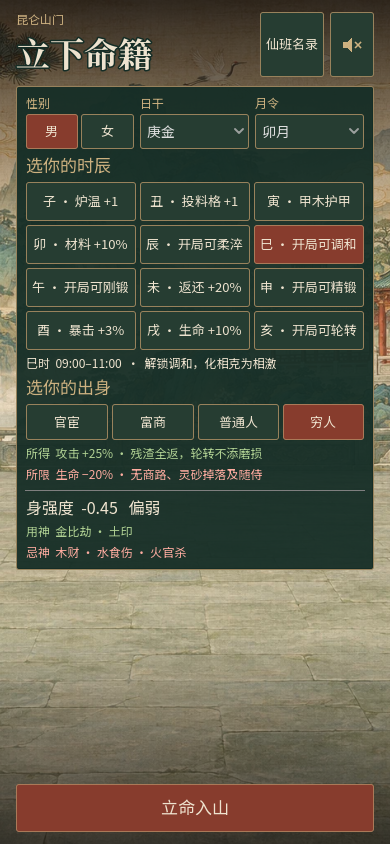 昆仑山门
立下命籍
仙班名录
性别 日干 月令
男 女 庚金 卯月
选你的时辰
子 · 炉温 +1 丑 · 投料格 +1 寅 · 甲木护甲
卯 · 材料 +10% 辰 · 开局可柔淬 巳 · 开局可调和
午 · 开局可刚锻 未 · 返还 +20% 申 · 开局可精锻
酉 · 暴击 +3% 戌 · 生命 +10% 亥 · 开局可轮转
巳时 09:00–11:00 · 解锁调和，化相克为相激
选你的出身
官宦 富商 普通人 穷人
所得 攻击 +25% · 残渣全返，轮转不添磨损
所限 生命 −20% · 无商路、灵砂掉落及随侍
身强度 -0.45 偏弱
用神 金比劫 · 土印
忌神 木财 · 水食伤 · 火官杀
立命入山